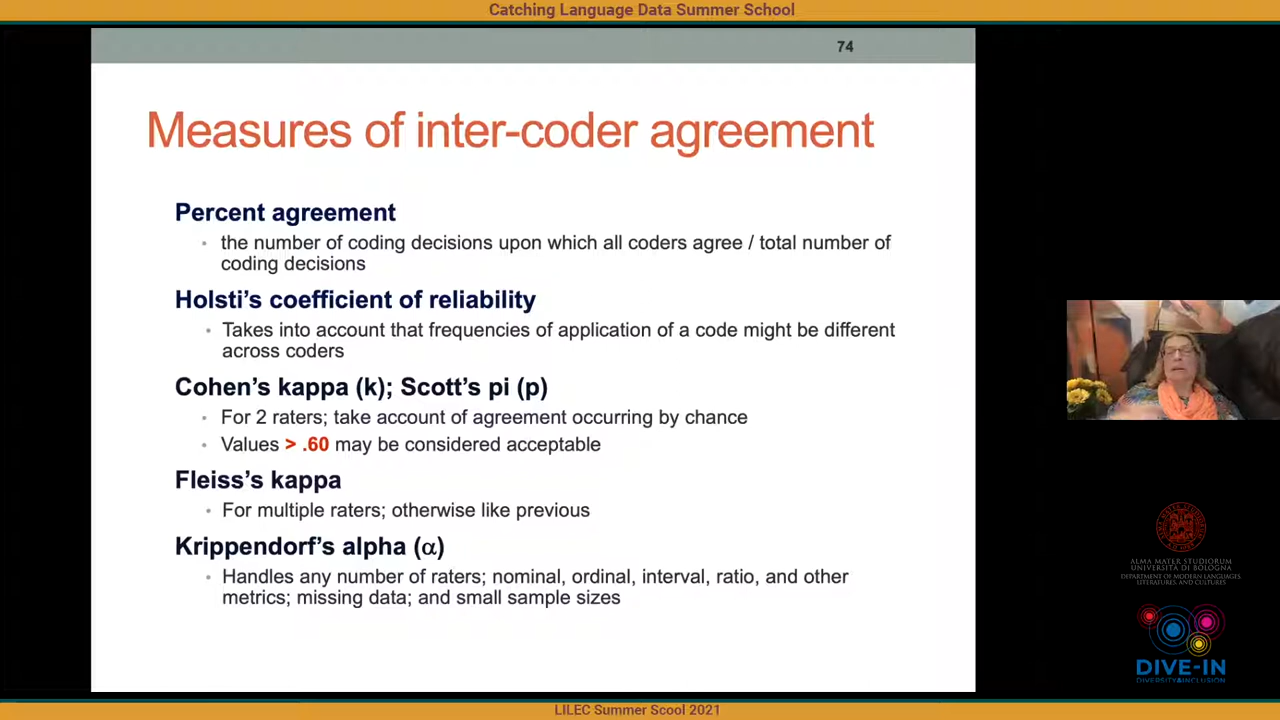 Catching Language Data Summer School
74
Measures of inter-coder agreement
Percent agreement
• the number of coding decisions upon which all coders agree / total number of
coding decisions
Holsti's coefficient of reliability
• Takes into account that frequencies of application of a code might be different
across coders
Cohen's kappa (k); Scott's pi (p)
• For 2 raters; take account of agreement occurring by chance
• Values > .60 may be considered acceptable
Fleiss's kappa
• For multiple raters; otherwise like previous
Krippendorf's alpha (α)
• Handles any number of raters; nominal, ordinal, interval, ratio, and other
metrics; missing data; and small sample sizes
ALMA MATER STUDIORUM
UNIVERSITÀ DI BOLOGNA
DEPARTMENT OF MODERN LANGUAGES,
LITERATURES, AND CULTURES
DIVE-IN
DIVERSITY&INCLUSION
LILEC Summer Scool 2021